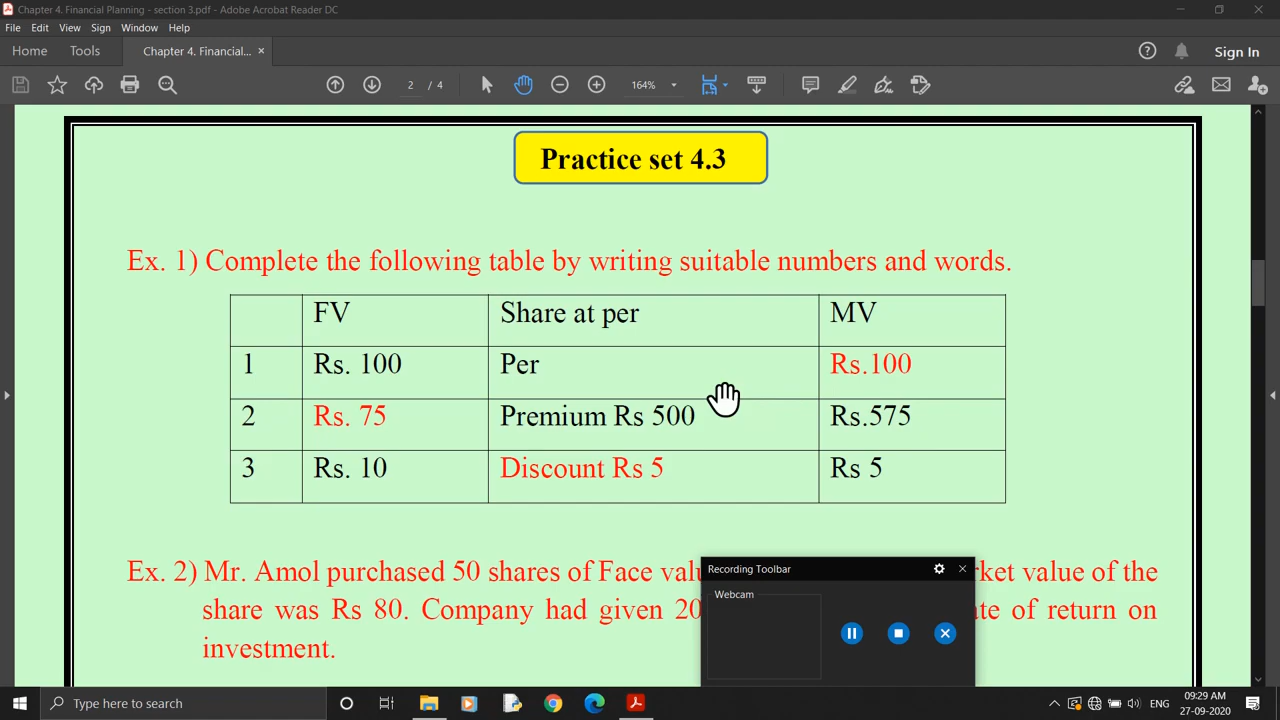 Chapter 4. Financial Planning - section 3.pdf - Adobe Acrobat Reader DC
File Edit View Sign Window Help
Home Tools Chapter 4. Financial... × Sign In
2 / 4 164%
Practice set 4.3
Ex. 1) Complete the following table by writing suitable numbers and words.
FV Share at per MV
1 Rs. 100 Per Rs.100
2 Rs. 75 Premium Rs 500 Rs.575
3 Rs. 10 Discount Rs 5 Rs 5
Ex. 2) Mr. Amol purchased 50 shares of Face valu rket value of the
share was Rs 80. Company had given 20 ate of return on
investment.
Recording Toolbar
Webcam
Type here to search
ENG
09:29 AM
27-09-2020